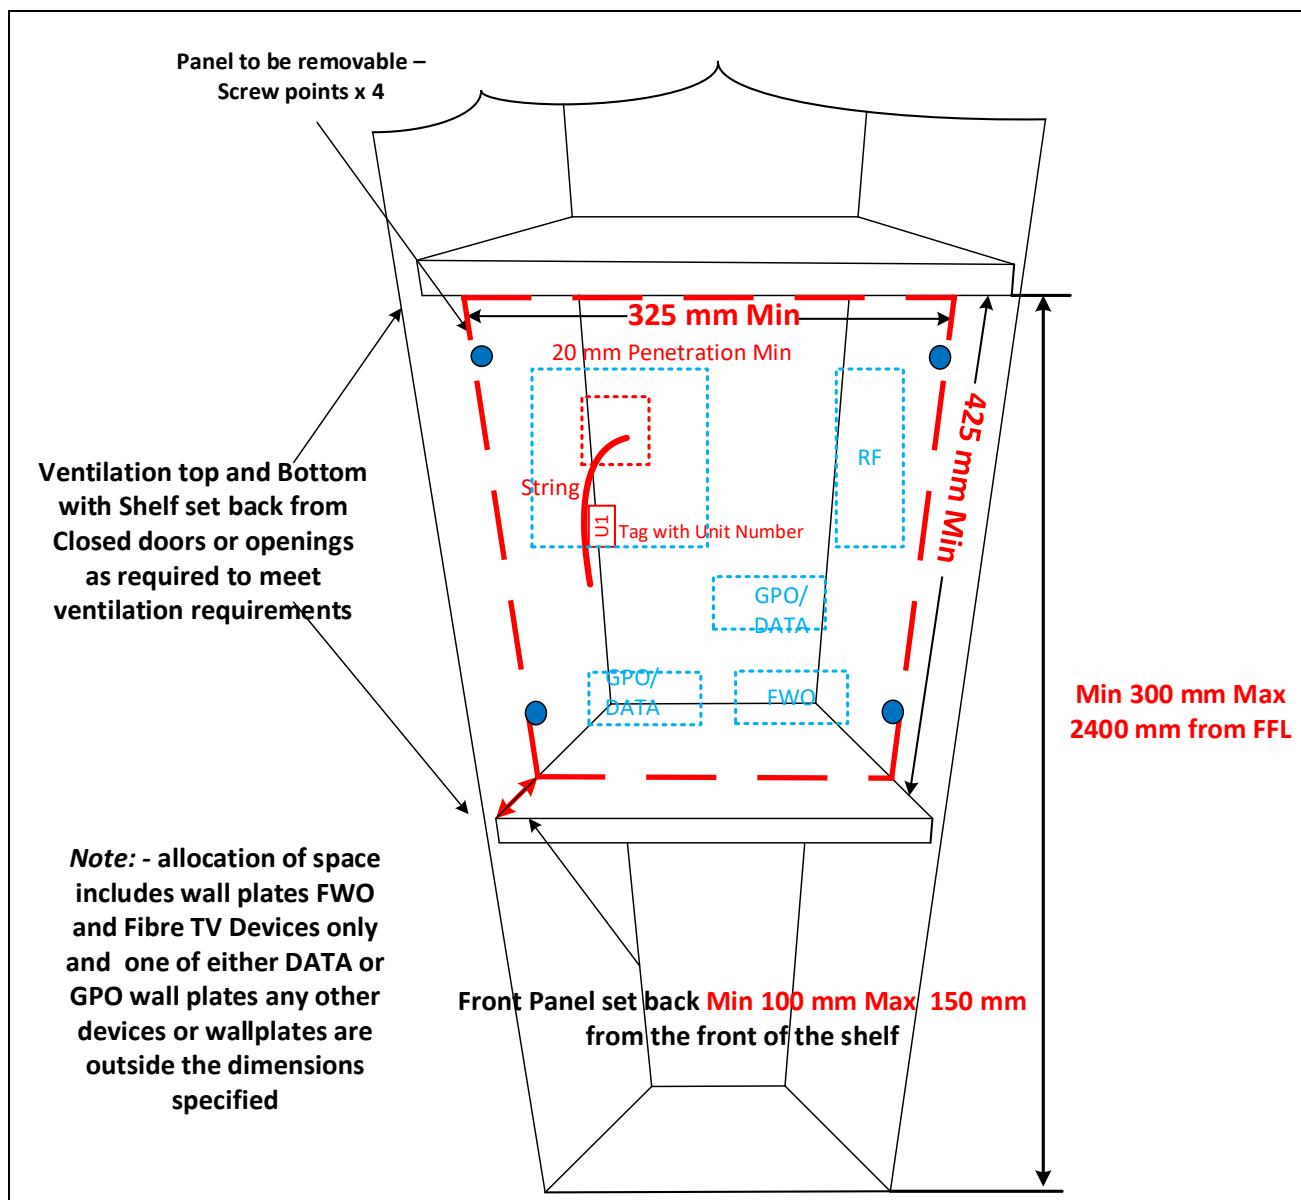 Panel to be removable –
Screw points x 4
325 mm Min
20 mm Penetration Min
RF
425 mm Min
String
U1
Tag with Unit Number
Ventilation top and Bottom
with Shelf set back from
Closed doors or openings
as required to meet
ventilation requirements
GPO/
DATA
GPO/
DATA
FWO
Min 300 mm Max
2400 mm from FFL
Note: - allocation of space
includes wall plates FWO
and Fibre TV Devices only
and  one of either DATA or
GPO wall plates any other
devices or wallplates are
outside the dimensions
specified
Front Panel set back Min 100 mm Max  150 mm
from the front of the shelf